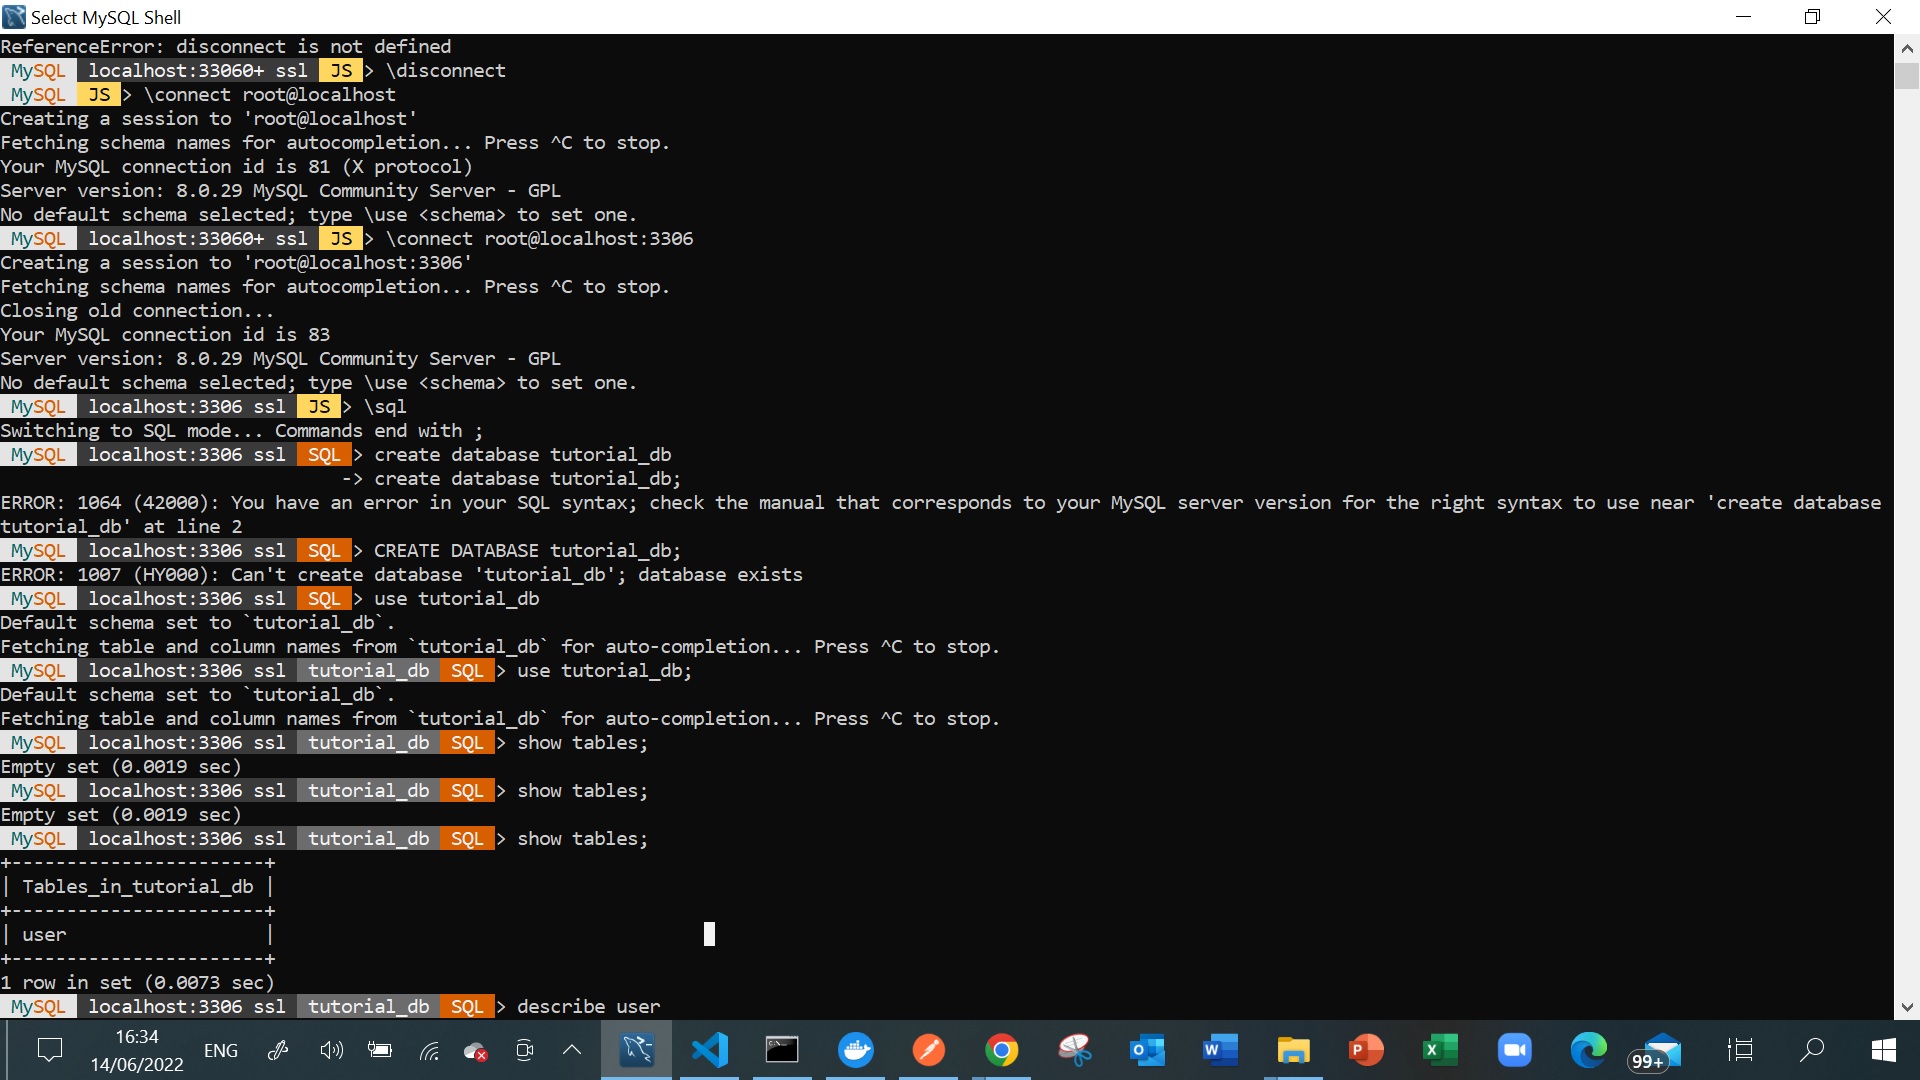 Select MySQL Shell
ReferenceError: disconnect is not defined
MySQL localhost:33060+ ssl JS > \disconnect
MySQL JS > \connect root@localhost
Creating a session to 'root@localhost'
Fetching schema names for autocompletion... Press ^C to stop.
Your MySQL connection id is 81 (X protocol)
Server version: 8.0.29 MySQL Community Server - GPL
No default schema selected; type \use <schema> to set one.
MySQL localhost:33060+ ssl JS > \connect root@localhost:3306
Creating a session to 'root@localhost:3306'
Fetching schema names for autocompletion... Press ^C to stop.
Closing old connection...
Your MySQL connection id is 83
Server version: 8.0.29 MySQL Community Server - GPL
No default schema selected; type \use <schema> to set one.
MySQL localhost:3306 ssl JS > \sql
Switching to SQL mode... Commands end with ;
MySQL localhost:3306 ssl SQL > create database tutorial_db
-> create database tutorial_db;
ERROR: 1064 (42000): You have an error in your SQL syntax; check the manual that corresponds to your MySQL server version for the right syntax to use near 'create database
tutorial_db' at line 2
MySQL localhost:3306 ssl SQL > CREATE DATABASE tutorial_db;
ERROR: 1007 (HY000): Can't create database 'tutorial_db'; database exists
MySQL localhost:3306 ssl SQL > use tutorial_db
Default schema set to `tutorial_db`.
Fetching table and column names from `tutorial_db` for auto-completion... Press ^C to stop.
MySQL localhost:3306 ssl tutorial_db SQL > use tutorial_db;
Default schema set to `tutorial_db`.
Fetching table and column names from `tutorial_db` for auto-completion... Press ^C to stop.
MySQL localhost:3306 ssl tutorial_db SQL > show tables;
Empty set (0.0019 sec)
MySQL localhost:3306 ssl tutorial_db SQL > show tables;
Empty set (0.0019 sec)
MySQL localhost:3306 ssl tutorial_db SQL > show tables;
+-----------------------+
| Tables_in_tutorial_db |
+-----------------------+
| user                  |
+-----------------------+
1 row in set (0.0073 sec)
MySQL localhost:3306 ssl tutorial_db SQL > describe user
16:34
14/06/2022
ENG
99+